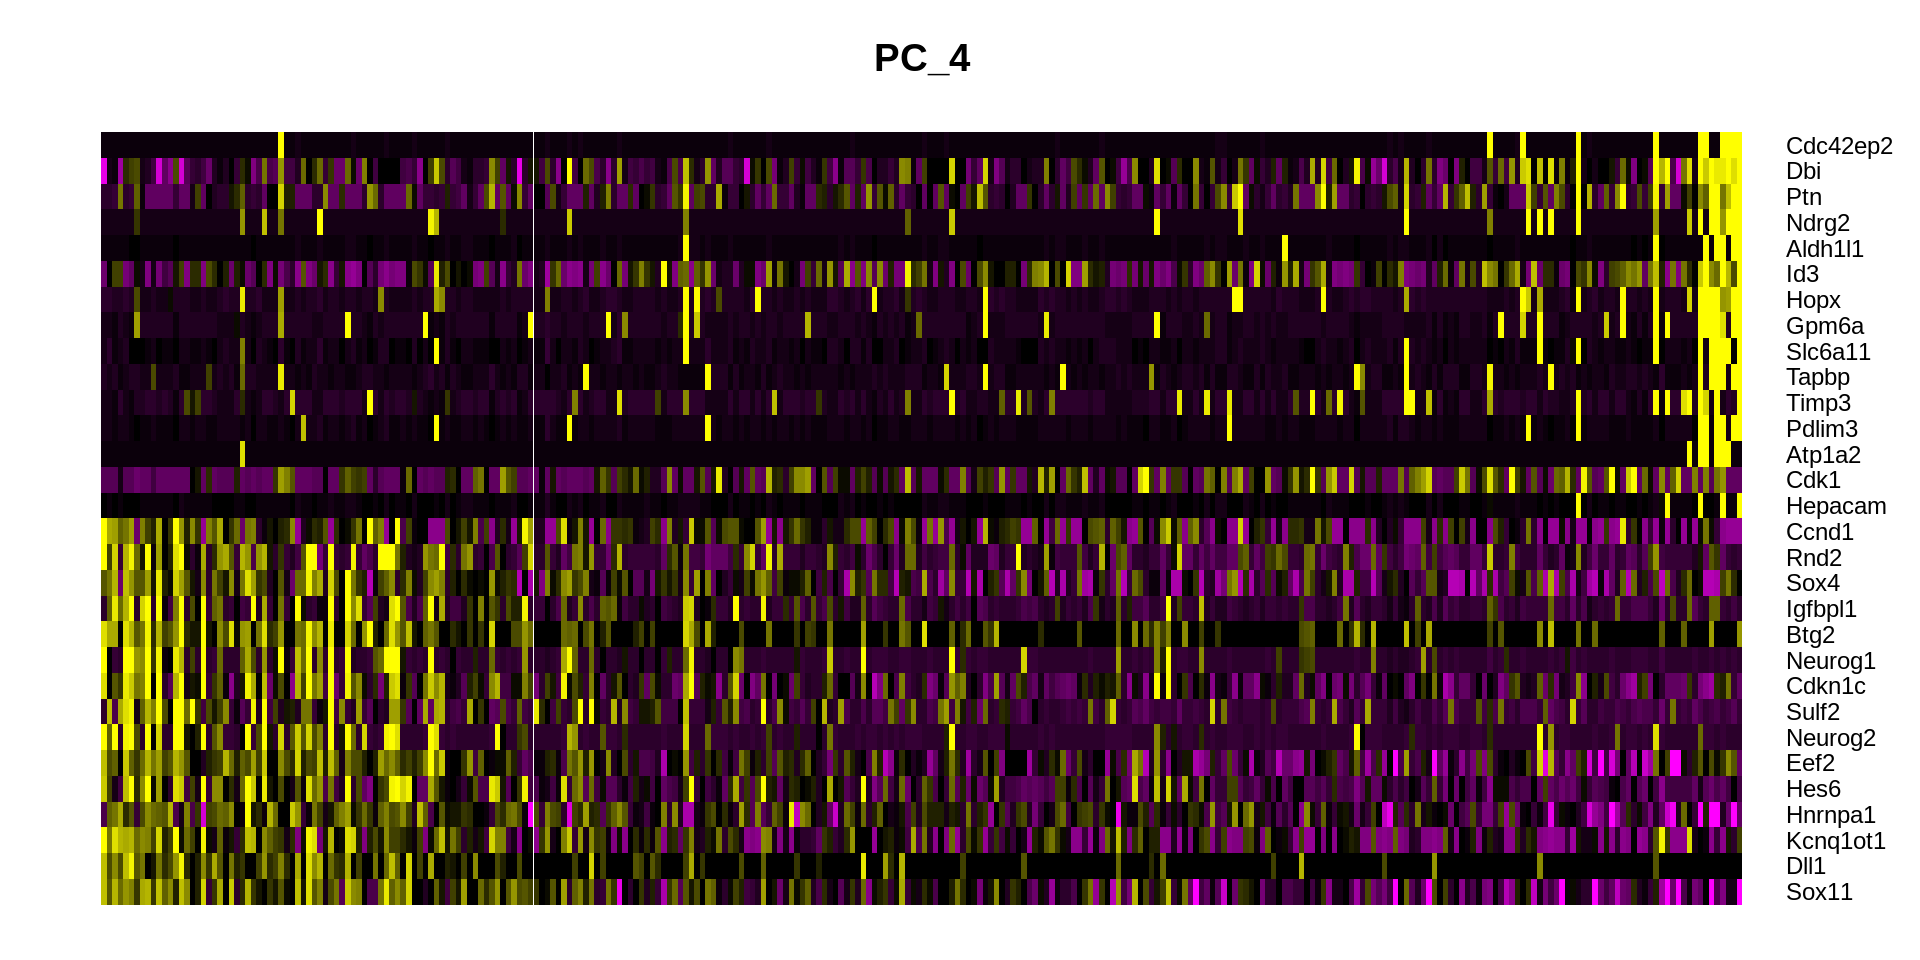 PC_4
Cdc42ep2
Dbi
Ptn
Ndrg2
Aldh1l1
Id3
Hopx
Gpm6a
Slc6a11
Tapbp
Timp3
Pdlim3
Atp1a2
Cdk1
Hepacam
Ccnd1
Rnd2
Sox4
Igfbpl1
Btg2
Neurog1
Cdkn1c
Sulf2
Neurog2
Eef2
Hes6
Hnrnpa1
Kcnq1ot1
Dll1
Sox11